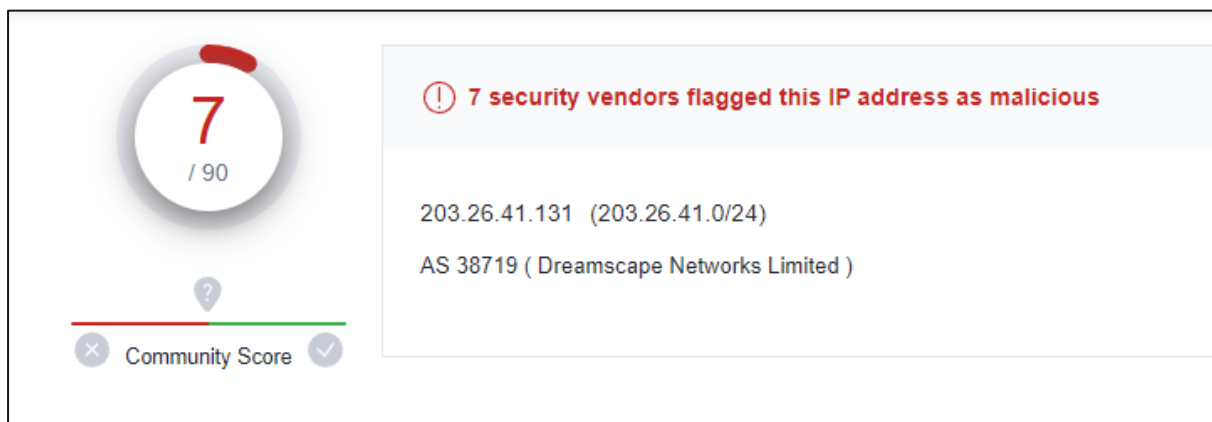 7
/ 90
?
Community Score
7 security vendors flagged this IP address as malicious
203.26.41.131 (203.26.41.0/24)
AS 38719 ( Dreamscape Networks Limited )